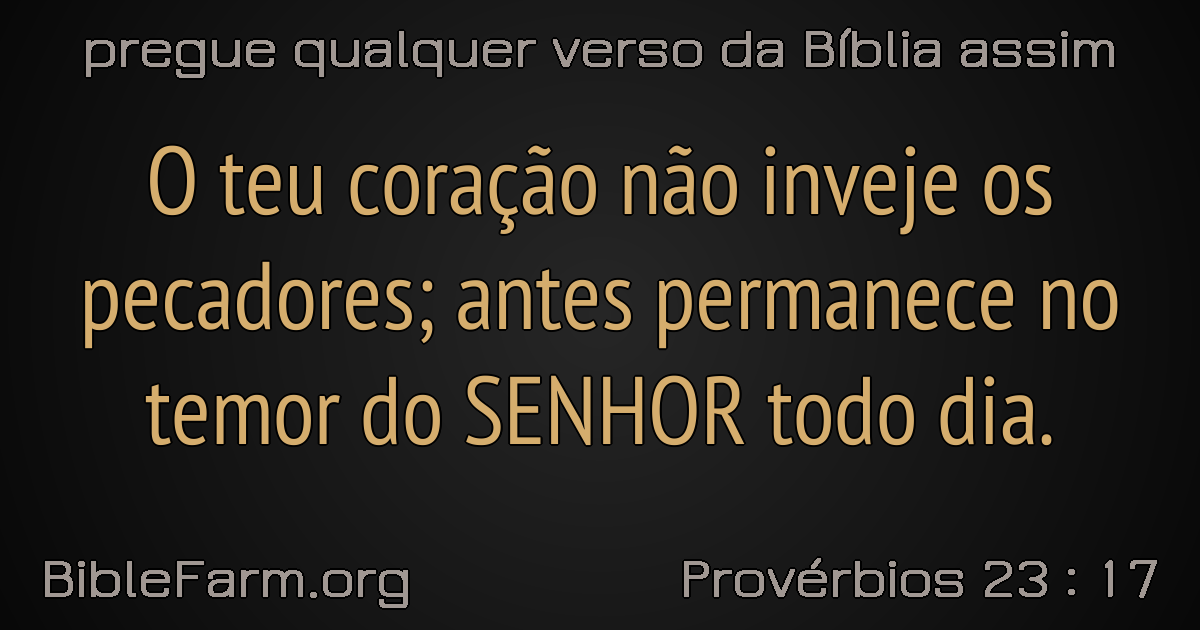 pregue qualquer verso da Bíblia assim
O teu coração não inveje os
pecadores; antes permanece no
temor do SENHOR todo dia.
BibleFarm.org
Provérbios 23 : 17